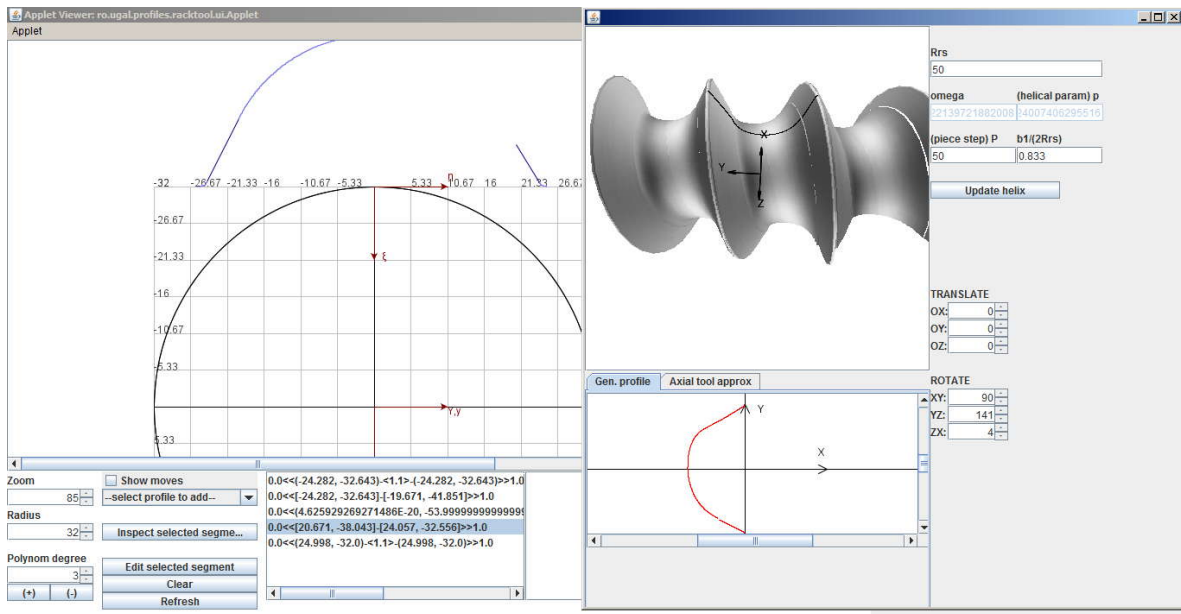 Applet Viewer: ro.ugal.profiles.racktool.ui.Applet
Applet
-32 -26.67 -21.33 -16 -10.67 -5.33 5.33 10.67 16 21.33 26.67
η
-26.67
-21.33
ξ
-16
-10.67
-5.33
Y,y
5.33
Zoom
85
Show moves
--select profile to add--
Radius
32
Inspect selected segme...
Polynom degree
3
Edit selected segment
(+) (-)
Clear
Refresh
0.0<<(-24.282, -32.643)-<1.1>-(-24.282, -32.643)>>1.0
0.0<<[-24.282, -32.643]-[-19.671, -41.851]>>1.0
0.0<<(4.625929269271486E-20, -53.9999999999999
0.0<<[20.671, -38.043]-[24.057, -32.556]>>1.0
0.0<<(24.998, -32.0)-<1.1>-(24.998, -32.0)>>1.0
X
Y
Z
Gen. profile
Axial tool approx
Y
X
Rrs
50
omega (helical param) p
22139721882008 24007406295516
(piece step) P b1/(2Rrs)
50 0.833
Update helix
TRANSLATE
OX: 0
OY: 0
OZ: 0
ROTATE
XY: 90
YZ: 141
ZX: 4